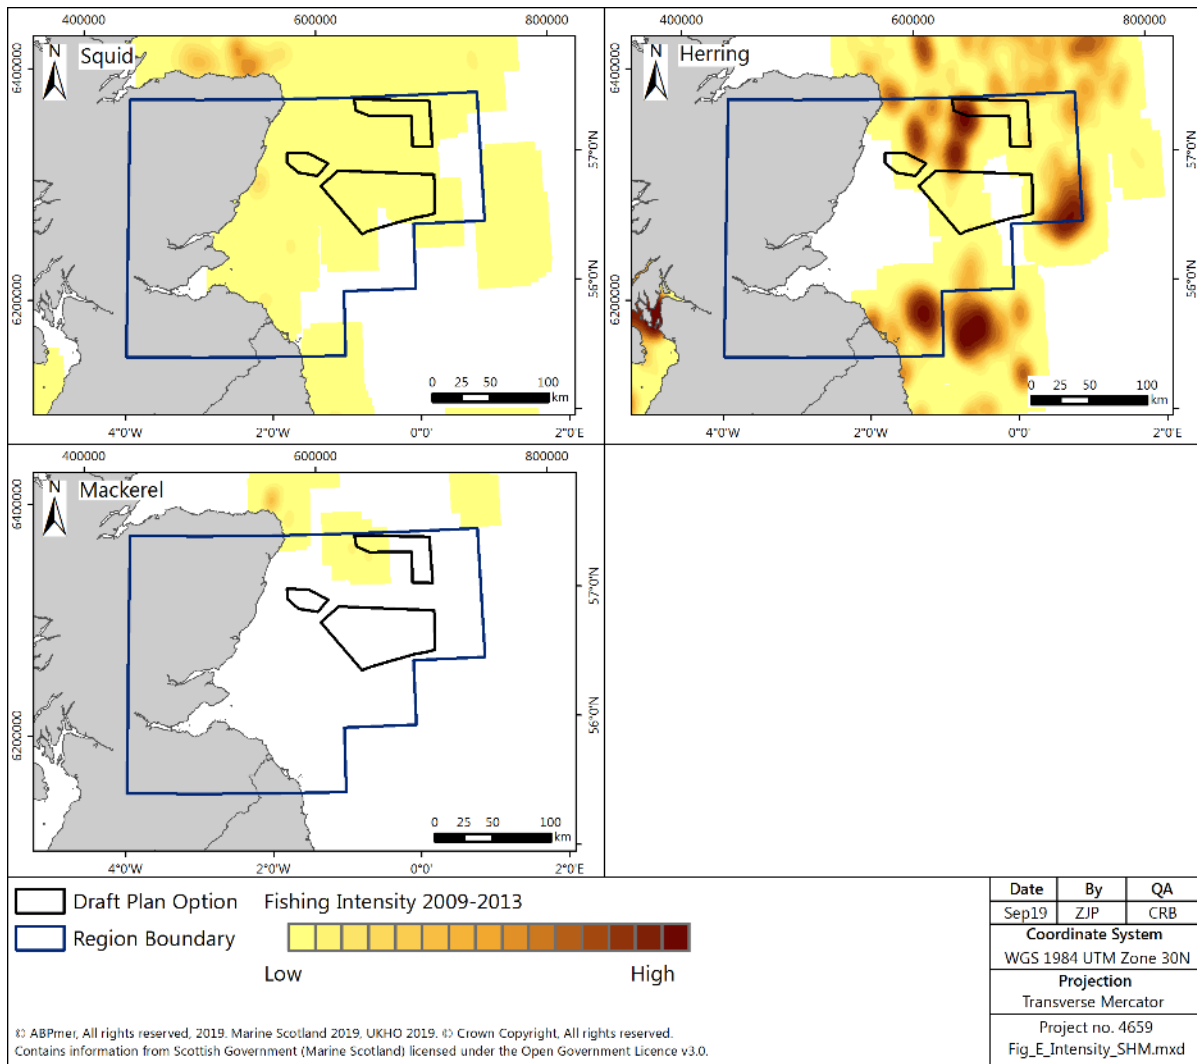 400000 600000 800000
400000 600000 800000
N
Squid
6400000
6200000
57°0'N
56°0'N
0 25 50 100
km
4°0'W 2°0'W 0°0' 2°0'E
N
Herring
6400000
6200000
57°0'N
56°0'N
0 25 50 100
km
4°0'W 2°0'W 0°0' 2°0'E
400000 600000 800000
N
Mackerel
6400000
6200000
57°0'N
56°0'N
0 25 50 100
km
4°0'W 2°0'W 0°0' 2°0'E
Draft Plan Option
Region Boundary
Fishing Intensity 2009-2013
Low High
Date By QA
Sep19 ZJP CRB
Coordinate System
WGS 1984 UTM Zone 30N
Projection
Transverse Mercator
Project no. 4659
Fig_E_Intensity_SHM.mxd
© ABPmer, All rights reserved, 2019. Marine Scotland 2019, UKHO 2019. © Crown Copyright, All rights reserved.
Contains information from Scottish Government (Marine Scotland) licensed under the Open Government Licence v3.0.